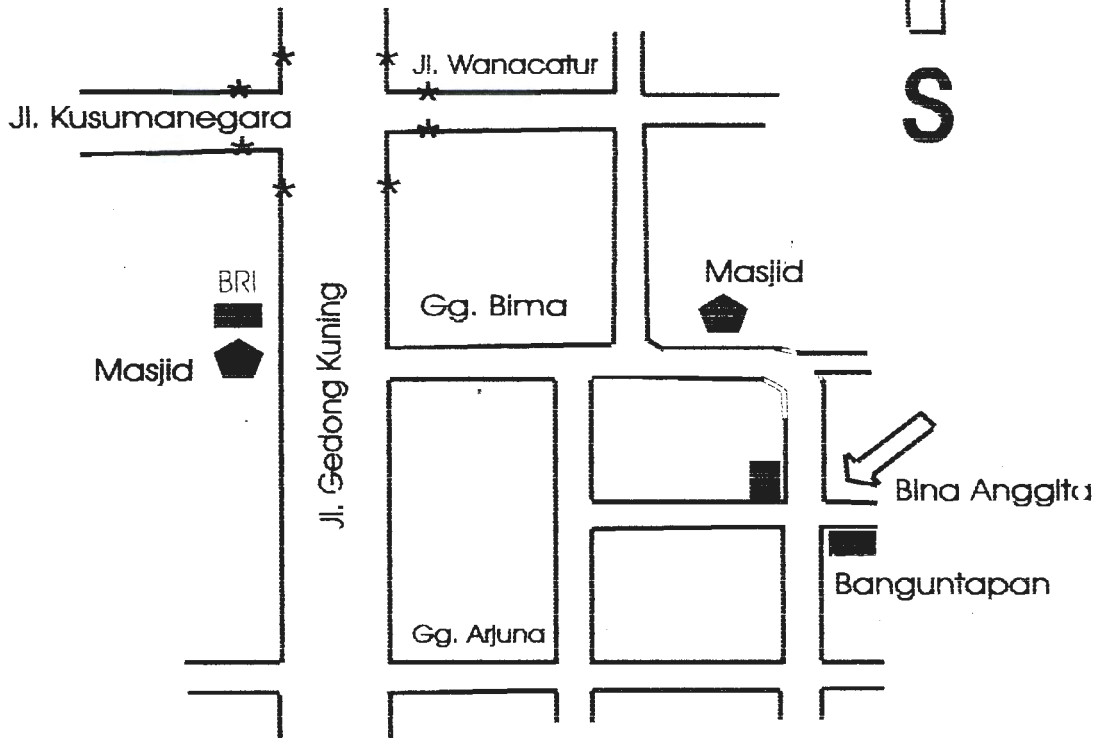 Jl. Wanacatur
S
Jl. Kusumanegara
BRI
Masjid
Masjid
Gg. Bima
Jl. Gedong Kuning
Bina Anggita
Banguntapan
Gg. Arjuna